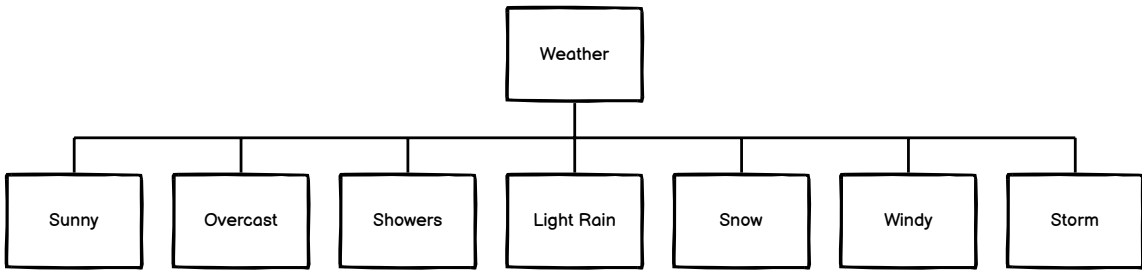 Weather
Sunny
Overcast
Showers
Light Rain
Snow
Windy
Storm